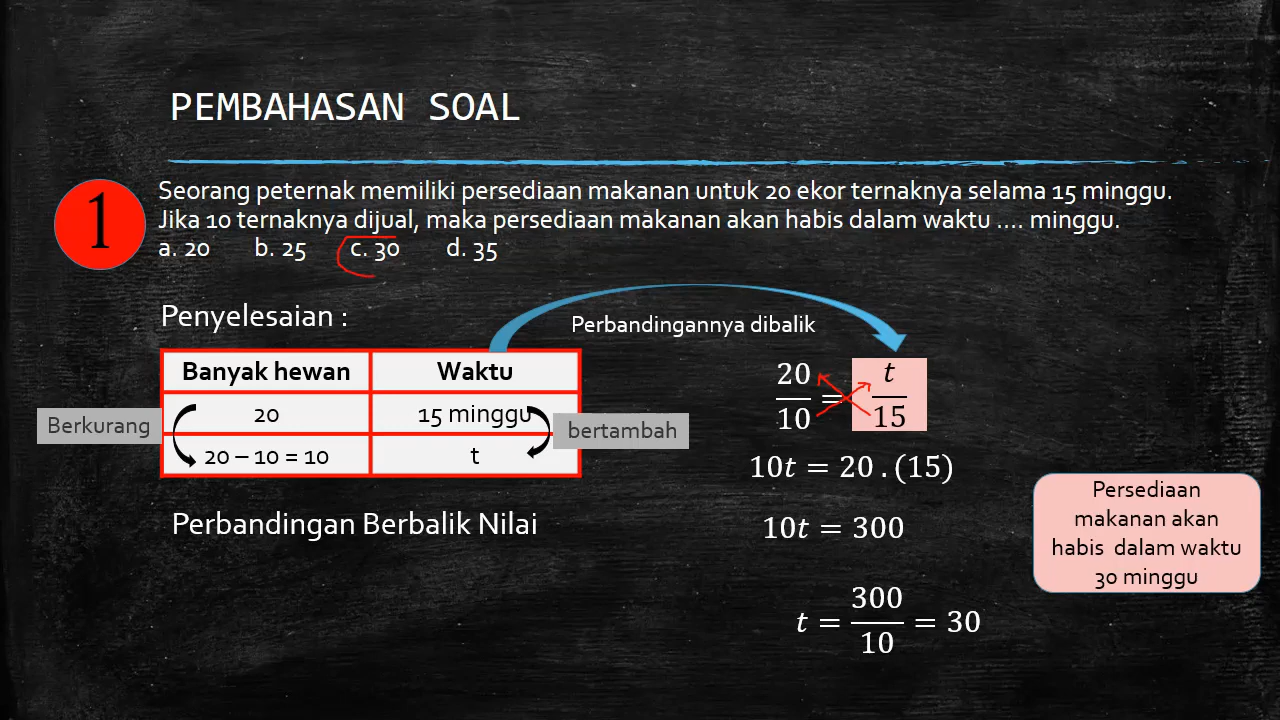 PEMBAHASAN SOAL
1
Seorang peternak memiliki persediaan makanan untuk 20 ekor ternaknya selama 15 minggu.
Jika 10 ternaknya dijual, maka persediaan makanan akan habis dalam waktu .... minggu.
a. 20 b. 25 c. 30 d. 35
Penyelesaian :
Perbandingannya dibalik
Banyak hewan Waktu
20 15 minggu
20 – 10 = 10 t
Berkurang
bertambah
Perbandingan Berbalik Nilai
20/10 = t/15
10t = 20 . (15)
10t = 300
t = 300/10 = 30
Persediaan
makanan akan
habis dalam waktu
30 minggu